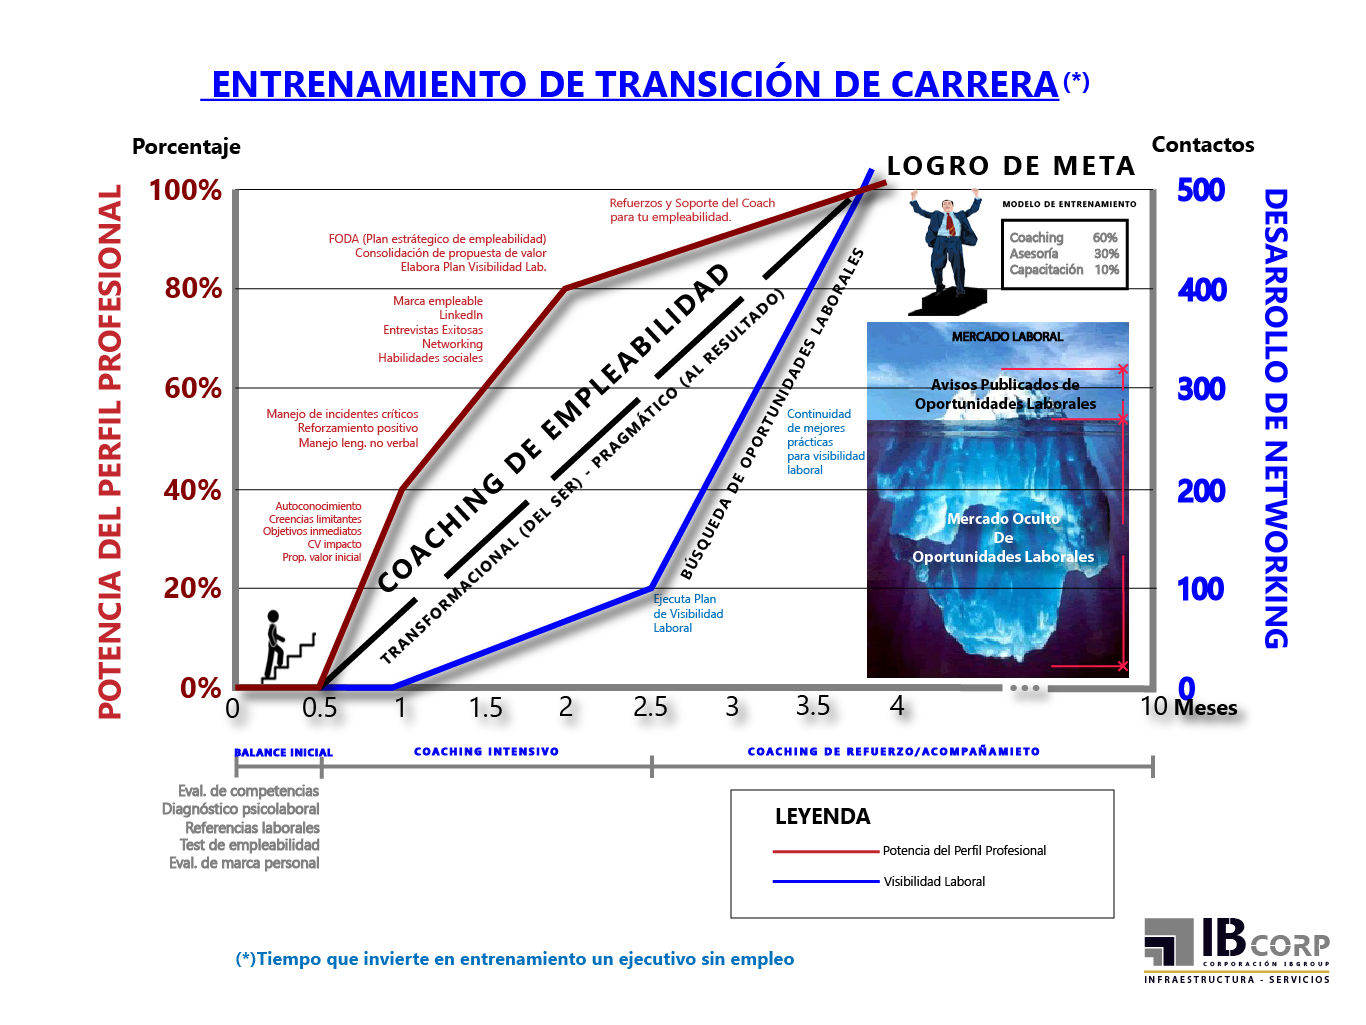 ENTRENAMIENTO DE TRANSICIÓN DE CARRERA (*)
Porcentaje
Contactos
LOGRO DE META
POTENCIA DEL PERFIL PROFESIONAL
DESARROLLO DE NETWORKING
100%
80%
60%
40%
20%
0%
500
400
300
200
100
0
Refuerzos y Soporte del Coach
para tu empleabilidad.
FODA (Plan estrátegico de empleabilidad)
Consolidación de propuesta de valor
Elabora Plan Visibilidad Lab.
Marca empleable
LinkedIn
Entrevistas Exitosas
Networking
Habilidades sociales
Manejo de incidentes críticos
Reforzamiento positivo
Manejo leng. no verbal
Autoconocimiento
Creencias limitantes
Objetivos inmediatos
CV impacto
Prop. valor inicial
COACHING DE EMPLEABILIDAD
TRANSFORMACIONAL (DEL SER) - PRAGMÁTICO (AL RESULTADO)
BÚSQUEDA DE OPORTUNIDADES LABORALES
Continuidad
de mejores
prácticas
para visibilidad
laboral
Ejecuta Plan
de Visibilidad
Laboral
MODELO DE ENTRENAMIENTO
Coaching 60%
Asesoría 30%
Capacitación 10%
MERCADO LABORAL
Avisos Publicados de
Oportunidades Laborales
Mercado Oculto
De
Oportunidades Laborales
0 0.5 1 1.5 2 2.5 3 3.5 4 10 Meses
BALANCE INICIAL
COACHING INTENSIVO
COACHING DE REFUERZO/ACOMPAÑAMIETO
Eval. de competencias
Diagnóstico psicolaboral
Referencias laborales
Test de empleabilidad
Eval. de marca personal
LEYENDA
Potencia del Perfil Profesional
Visibilidad Laboral
(*)Tiempo que invierte en entrenamiento un ejecutivo sin empleo
IB CORP
CORPORACIÓN IBGROUP
INFRAESTRUCTURA - SERVICIOS